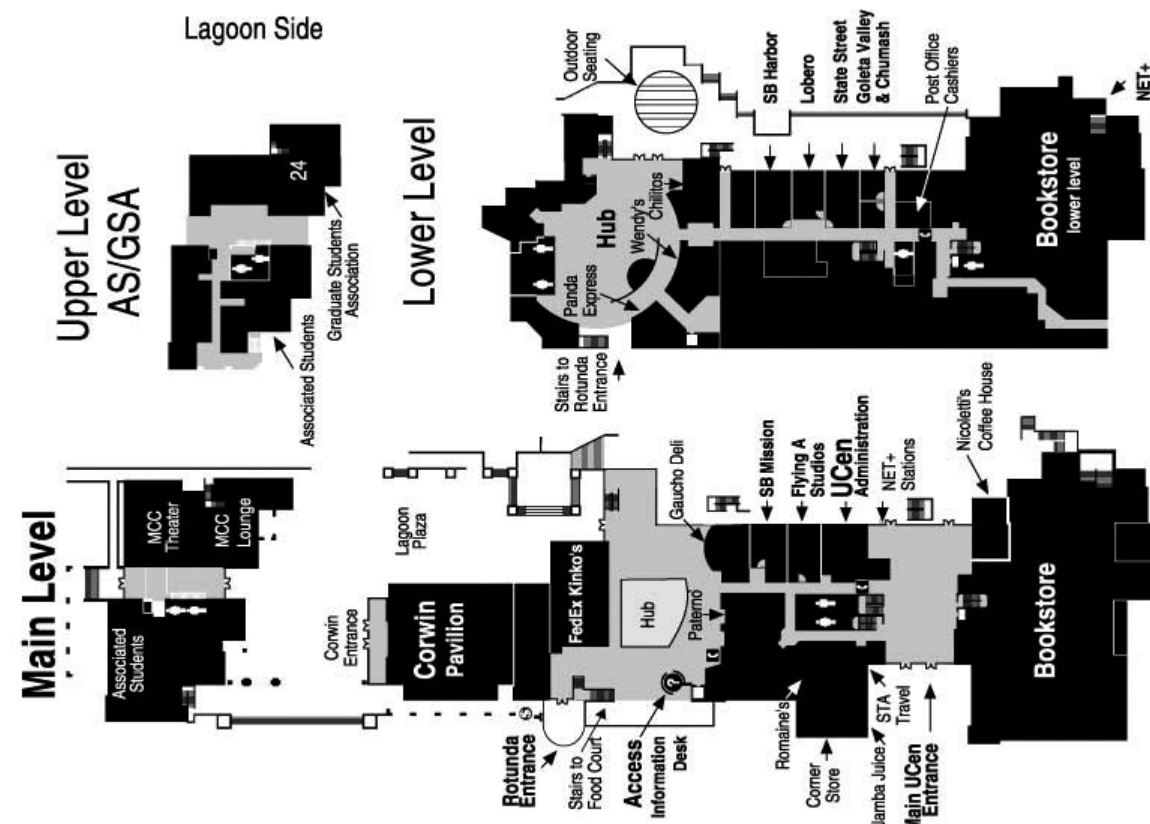 Lagoon Side
Upper Level
AS/GSA
24
Graduate Students
Association
Associated Students
Lower Level
Outdoor
Seating
SB Harbor
Lobero
State Street
Goleta Valley
& Chumash
Post Office
Cashiers
NET+
Hub
Wendy's
Chilitos
Panda
Express
Stairs to
Rotunda
Entrance
Bookstore
lower level
Main Level
MCC
Theater
MCC
Lounge
Associated
Students
Lagoon
Plaza
Corwin
Entrance
Corwin
Pavilion
FedEx Kinko's
Hub
Gaucho Deli
SB Mission
Flying A
Studios
UCen
Administration
NET+
Stations
Nicoletti's
Coffee House
Paterno
?
Rotunda
Entrance
Stairs to
Food Court
Access
Information
Desk
Romaine's
Corner
Store
Jamba Juice
STA
Travel
Main UCen
Entrance
Bookstore